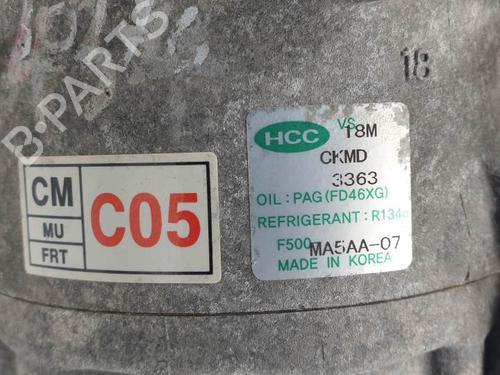 18
HCC VS 18M
CKMD
3363
OIL : PAG(FD46XG)
REFRIGERANT : R134a
F500 MA5AA-07
MADE IN KOREA
CM
MU
FRT
C05
B-PARTS